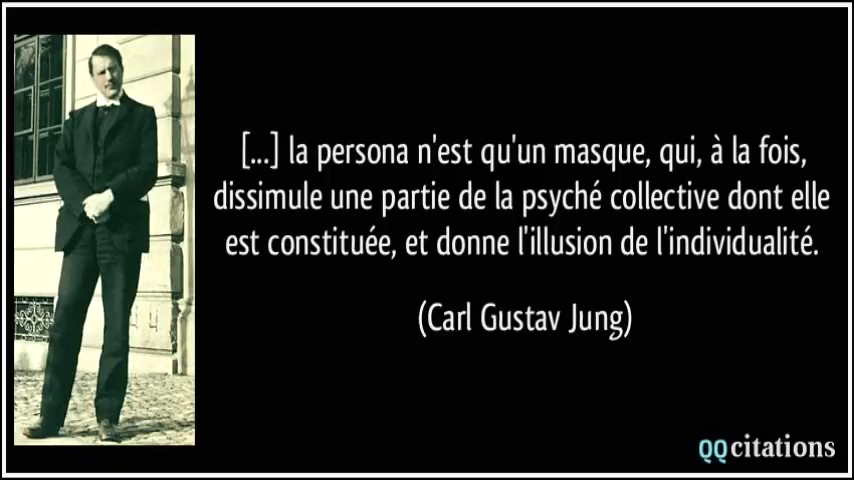 [...] la persona n'est qu'un masque, qui, à la fois,
dissimule une partie de la psyché collective dont elle
est constituée, et donne l'illusion de l'individualité.
(Carl Gustav Jung)
QQcitations